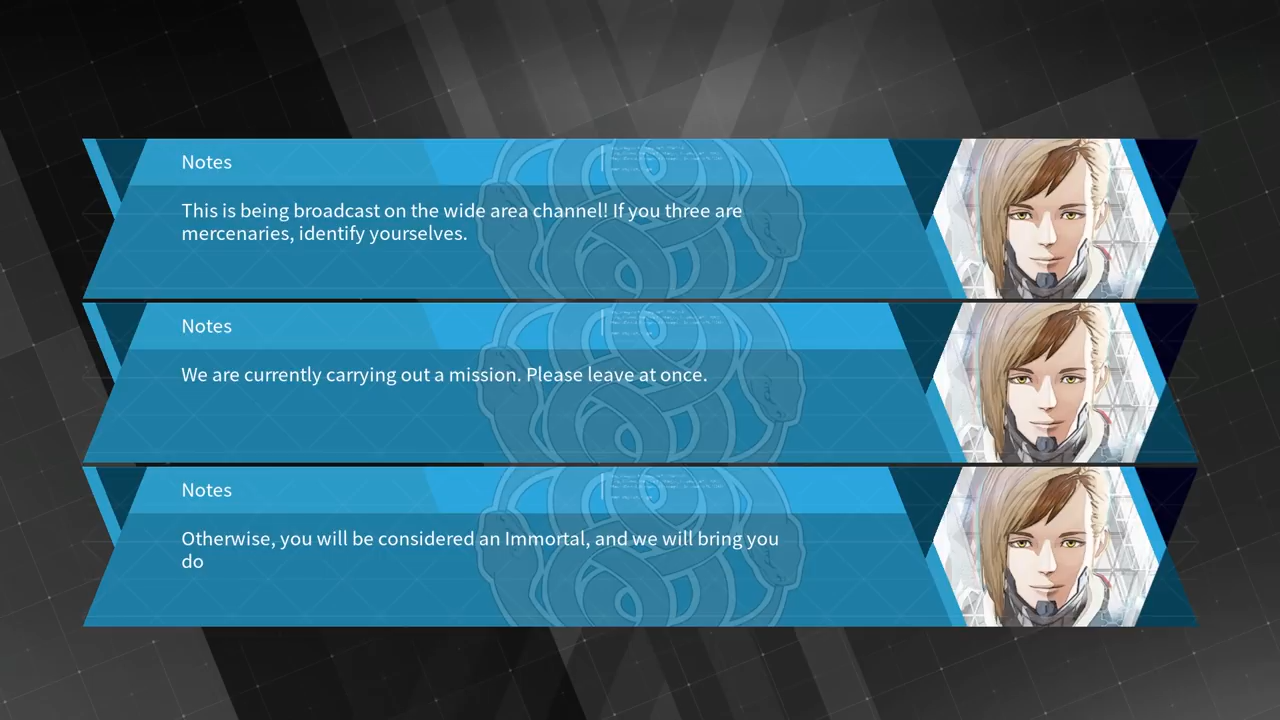 Notes
This is being broadcast on the wide area channel! If you three are
mercenaries, identify yourselves.
Notes
We are currently carrying out a mission. Please leave at once.
Notes
Otherwise, you will be considered an Immortal, and we will bring you
do